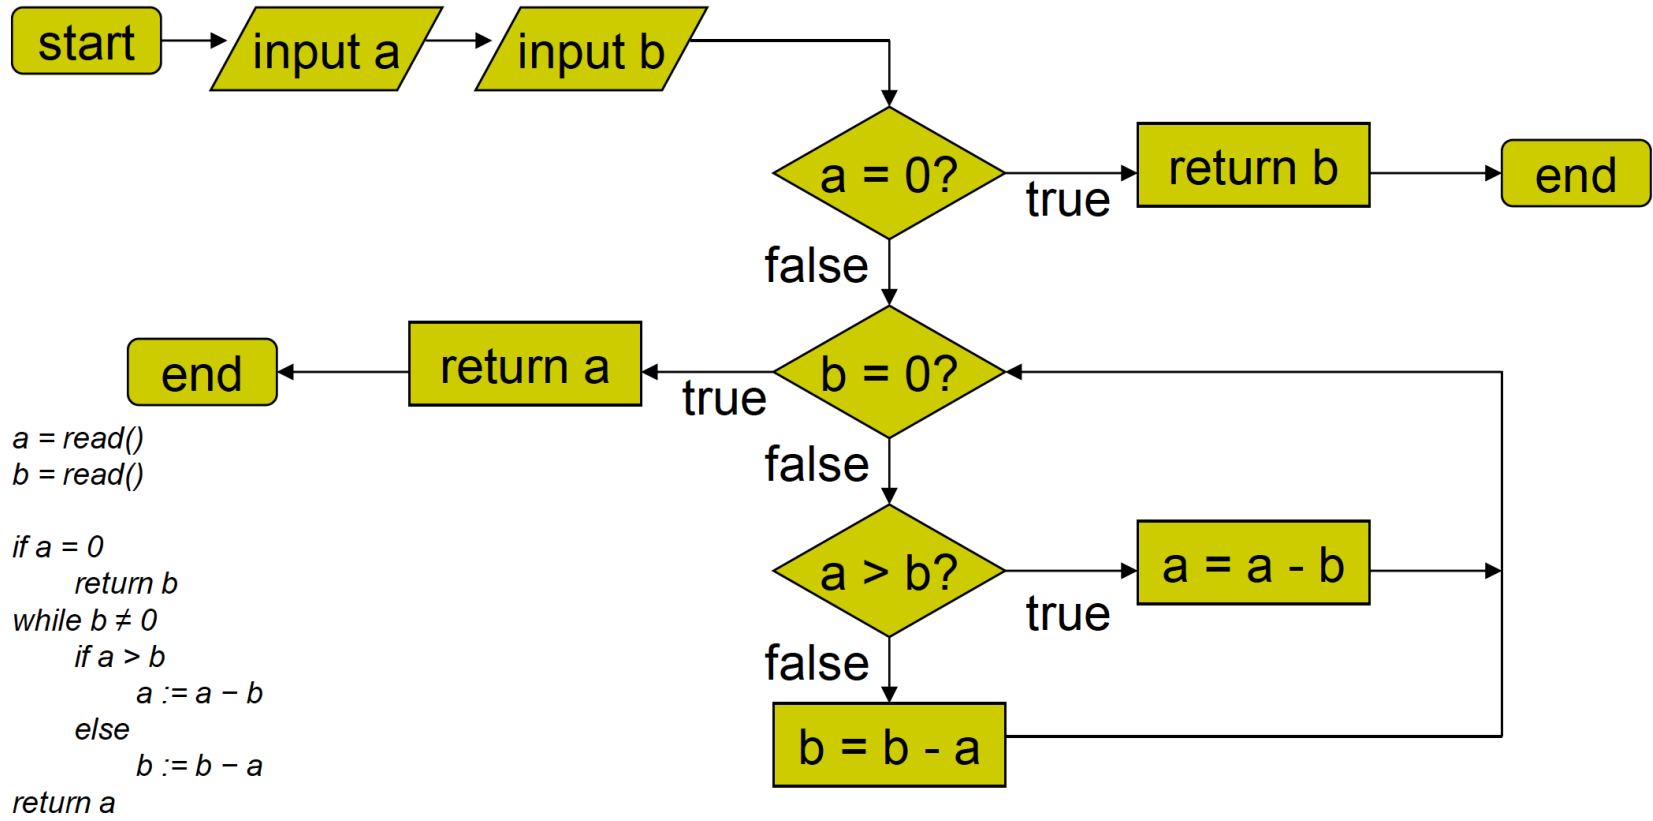 start
input a
input b
a = 0?
true
return b
end
false
b = 0?
true
return a
end
false
a > b?
true
a = a - b
false
b = b - a
a = read()
b = read()
if a = 0
return b
while b ≠ 0
if a > b
a := a − b
else
b := b − a
return a